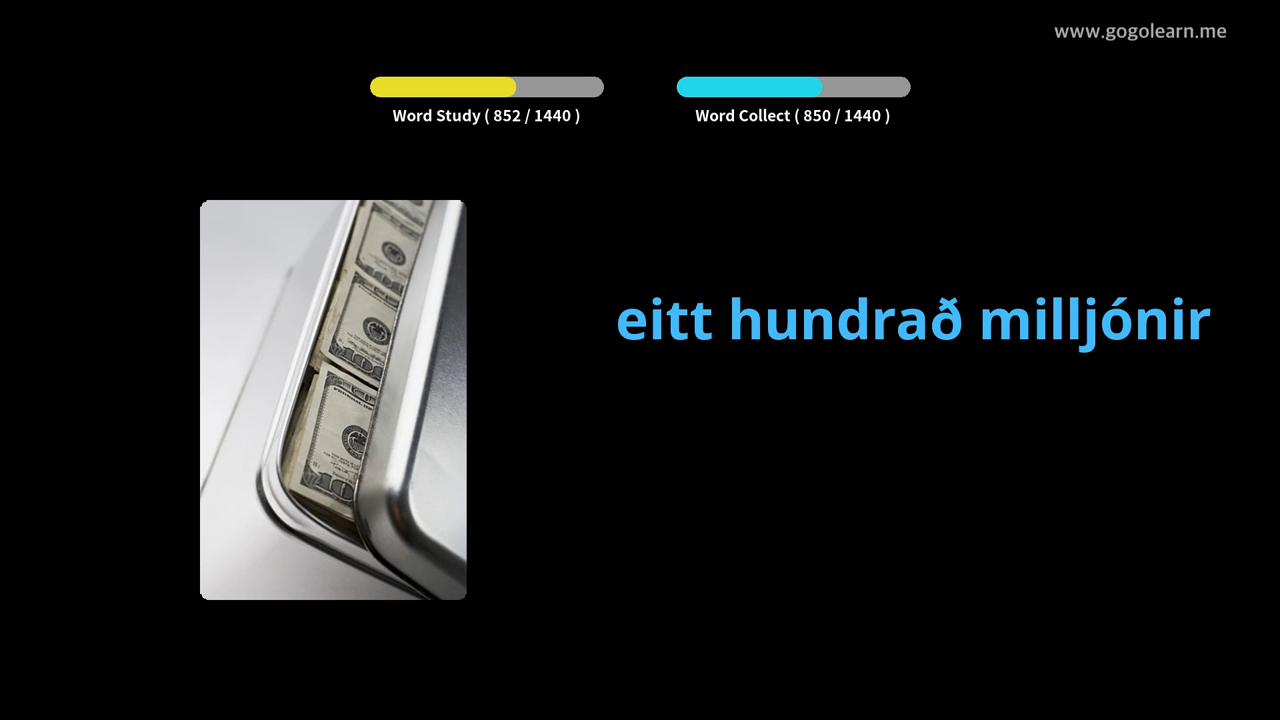 www.gogolearn.me
Word Study ( 852 / 1440 )
Word Collect ( 850 / 1440 )
eitt hundrað milljónir